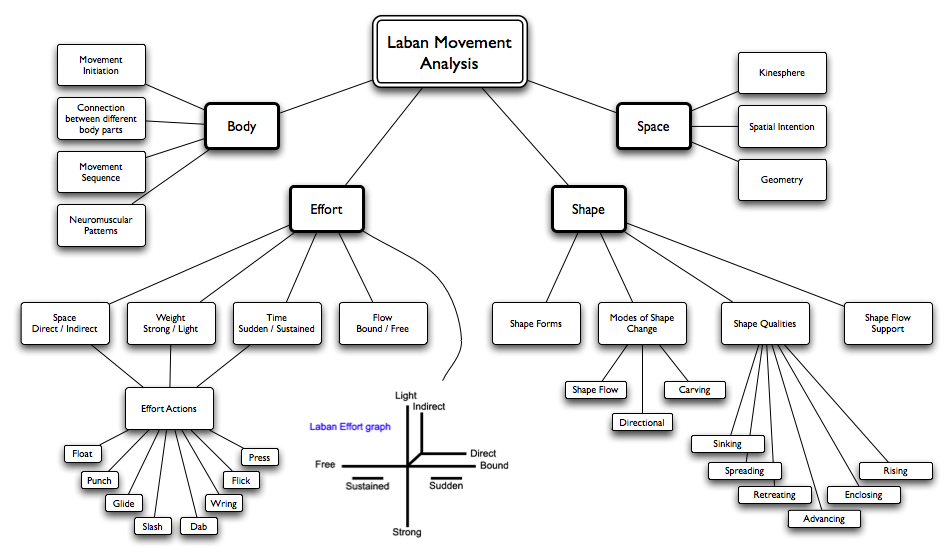 Laban Movement
Analysis
Movement
Initiation
Connection
between different
body parts
Movement
Sequence
Neuromuscular
Patterns
Body
Space
Kinesphere
Spatial Intention
Geometry
Effort
Shape
Space
Direct / Indirect
Weight
Strong / Light
Time
Sudden / Sustained
Flow
Bound / Free
Shape Forms
Modes of Shape
Change
Shape Qualities
Shape Flow
Support
Effort Actions
Float
Punch
Glide
Slash
Dab
Wring
Flick
Press
Laban Effort graph
Light
Indirect
Direct
Free
Bound
Sustained
Sudden
Strong
Shape Flow
Directional
Carving
Sinking
Spreading
Retreating
Advancing
Enclosing
Rising